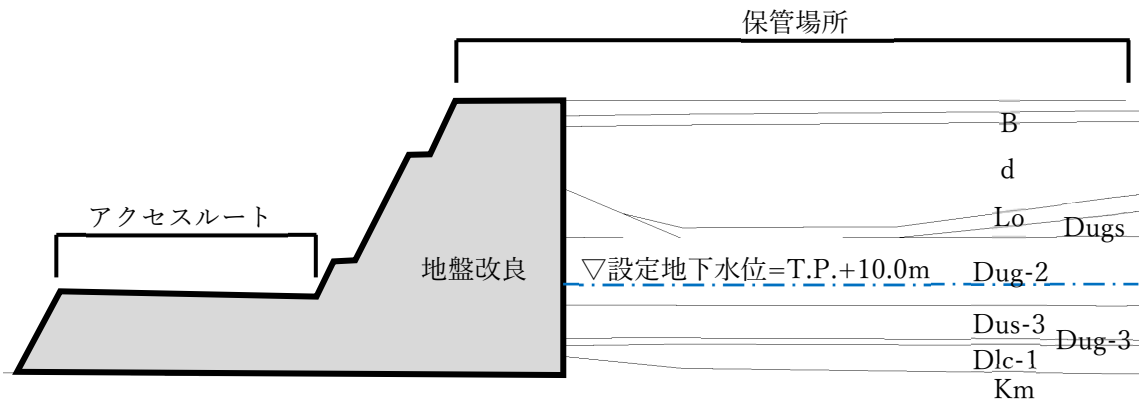 保管場所
B
d
アクセスルート
Lo
Dugs
地盤改良
▽設定地下水位=T.P.+10.0m
Dug-2
Dus-3
Dug-3
Dlc-1
Km